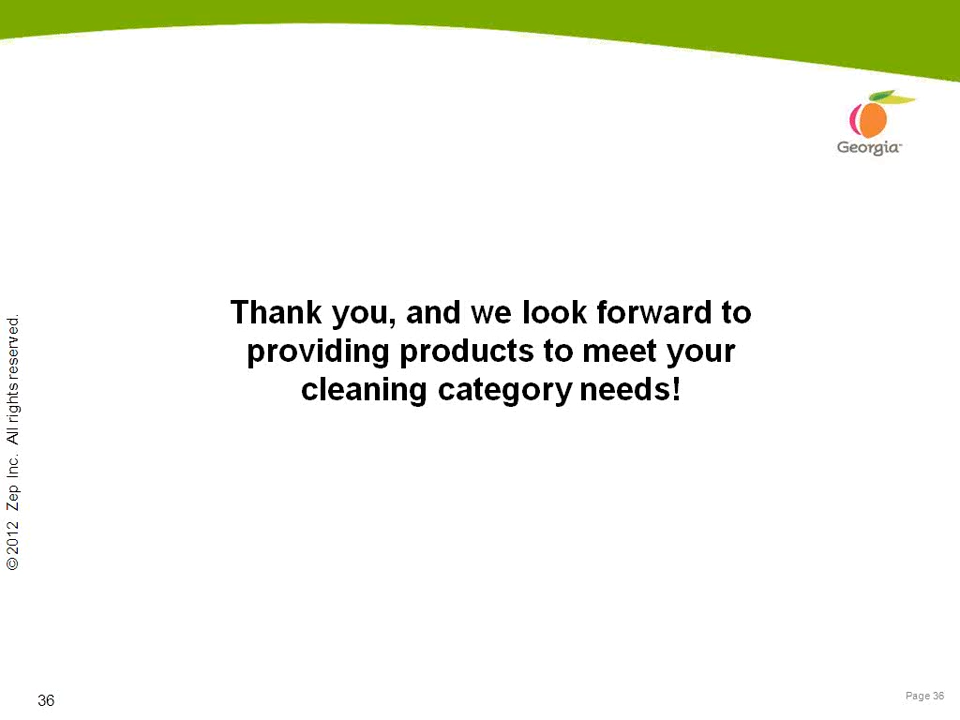 Georgia™
Thank you, and we look forward to
providing products to meet your
cleaning category needs!
© 2012 Zep Inc. All rights reserved.
36
Page 36